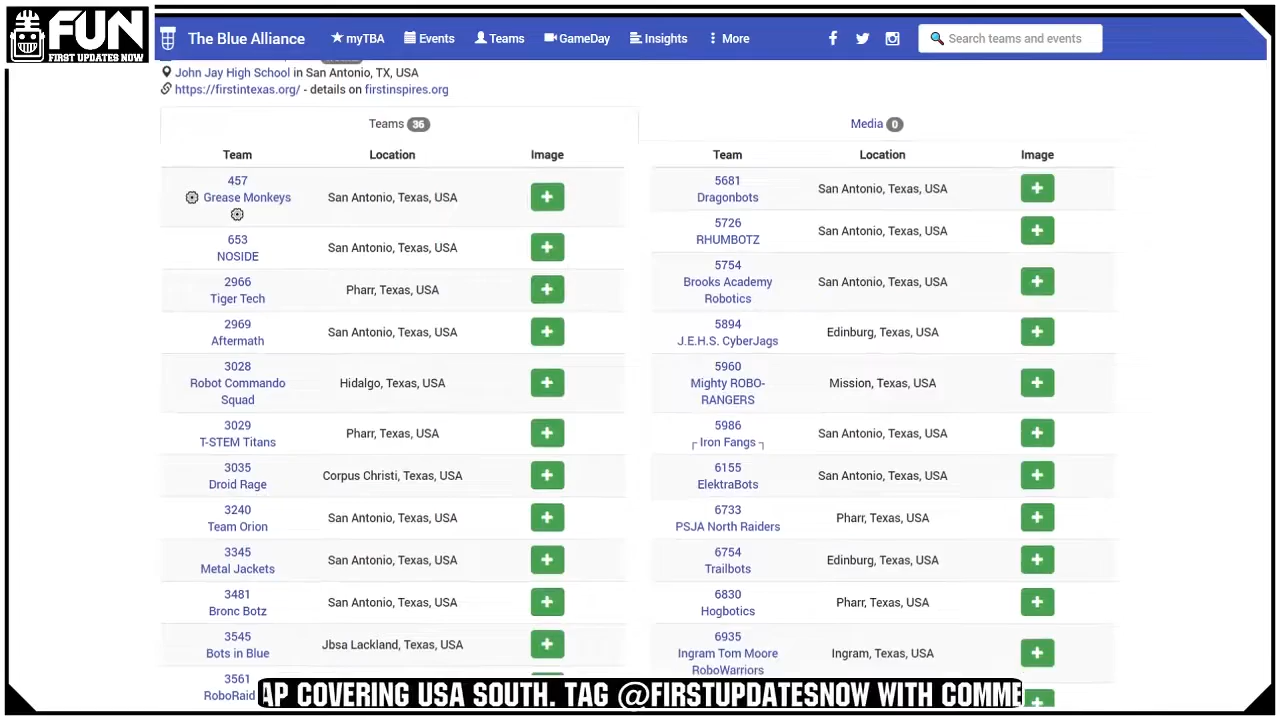 FUN
FIRST UPDATES NOW
The Blue Alliance
myTBA
Events
Teams
GameDay
Insights
More
Search teams and events
John Jay High School in San Antonio, TX, USA
https://firstintexas.org/ - details on firstinspires.org
Teams 36
Media 0
Team Location Image
457
Grease Monkeys
San Antonio, Texas, USA
653
NOSIDE
San Antonio, Texas, USA
2966
Tiger Tech
Pharr, Texas, USA
2969
Aftermath
San Antonio, Texas, USA
3028
Robot Commando
Squad
Hidalgo, Texas, USA
3029
T-STEM Titans
Pharr, Texas, USA
3035
Droid Rage
Corpus Christi, Texas, USA
3240
Team Orion
San Antonio, Texas, USA
3345
Metal Jackets
San Antonio, Texas, USA
3481
Bronc Botz
San Antonio, Texas, USA
3545
Bots in Blue
Jbsa Lackland, Texas, USA
3561
RoboRaid
Team Location Image
5681
Dragonbots
San Antonio, Texas, USA
5726
RHUMBOTZ
San Antonio, Texas, USA
5754
Brooks Academy
Robotics
San Antonio, Texas, USA
5894
J.E.H.S. CyberJags
Edinburg, Texas, USA
5960
Mighty ROBO-
RANGERS
Mission, Texas, USA
5986
┌ Iron Fangs ┐
San Antonio, Texas, USA
6155
ElektraBots
San Antonio, Texas, USA
6733
PSJA North Raiders
Pharr, Texas, USA
6754
Trailbots
Edinburg, Texas, USA
6830
Hogbotics
Pharr, Texas, USA
6935
Ingram Tom Moore
RoboWarriors
Ingram, Texas, USA
AP COVERING USA SOUTH. TAG @FIRSTUPDATESNOW WITH COMME